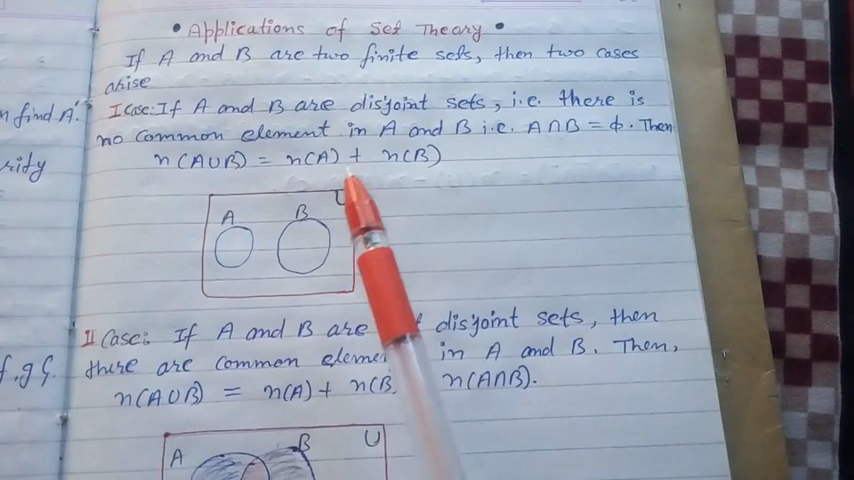 • Applications of Set Theory •
If A and B are two finite sets, then two cases
arise
I Case: If A and B are disjoint sets, i.e. there is
no common element in A and B i.e. A∩B = ϕ. Then
n(A∪B) = n(A) + n(B)
U
A B
II Case: If A and B are disjoint sets, then
there are common in A and B. Then,
n(A∪B) = n(A) + n(B n(A∩B).
U
A B
n find A'.